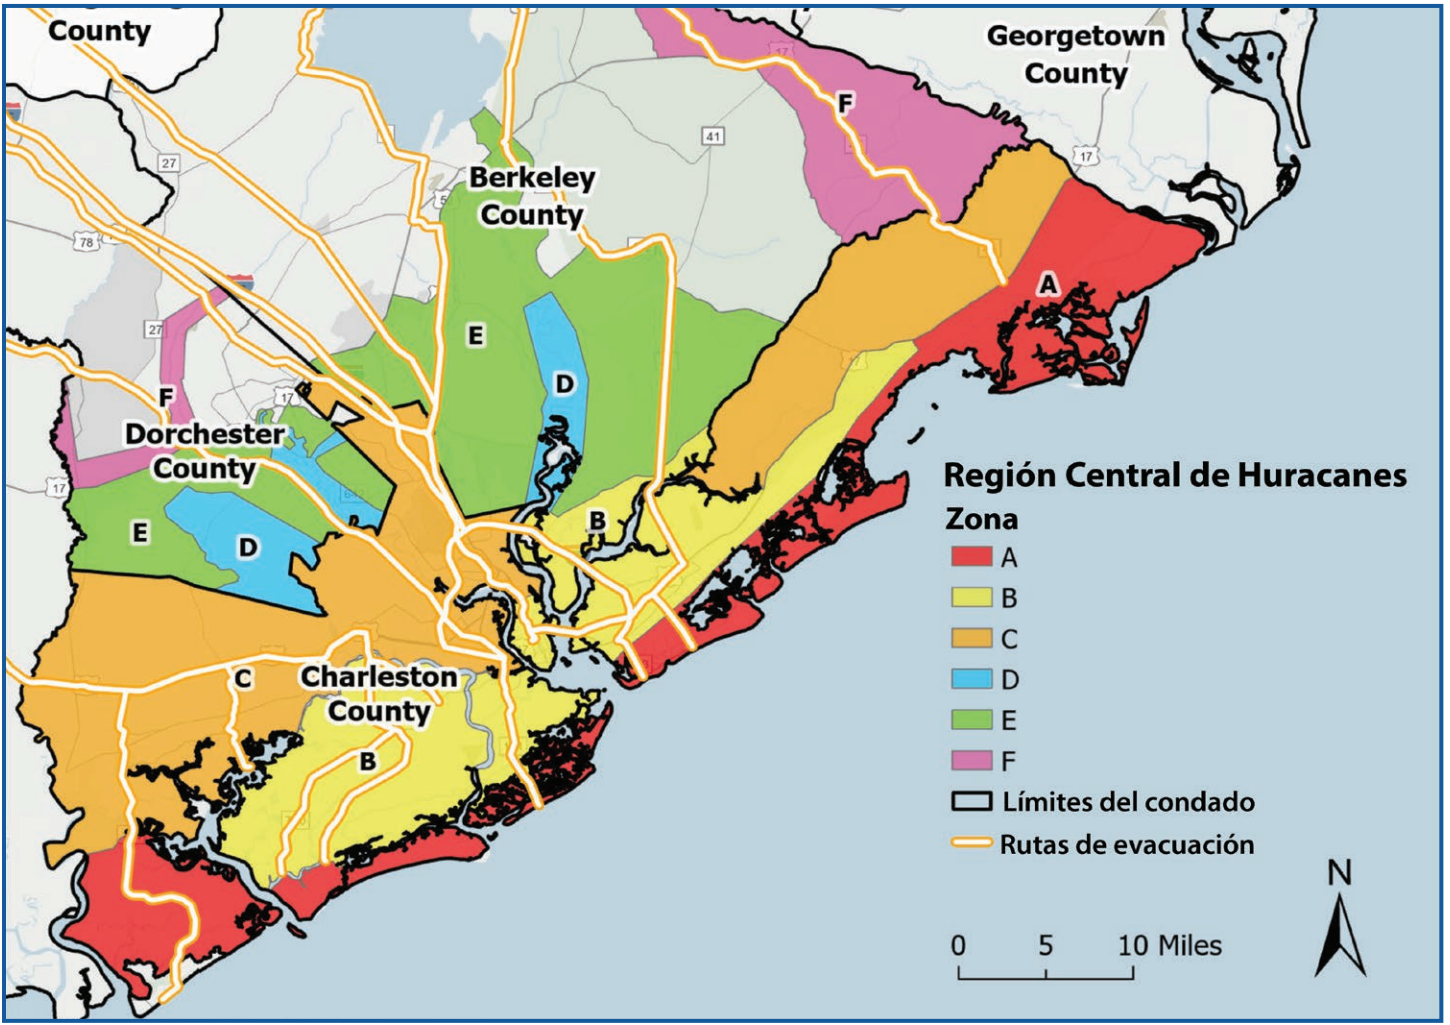 County
Georgetown
County
17
F
41
17
27
Berkeley
County
5
78
A
27
E
D
F
17
Dorchester
County
17
Región Central de Huracanes
Zona
B
E
D
A
B
C
D
E
F
Límites del condado
Rutas de evacuación
C
Charleston
County
B
N
0 5 10 Miles